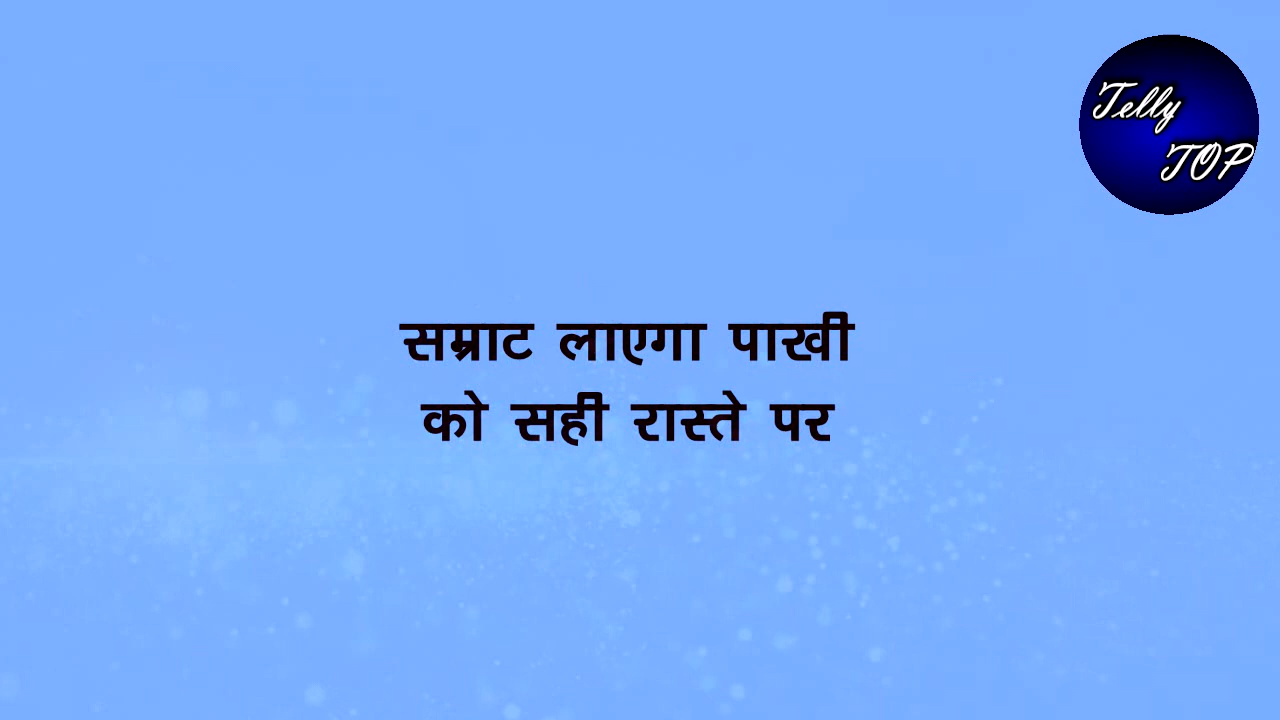 Telly
TOP
सम्राट लाएगा पाखी
को सही रास्ते पर